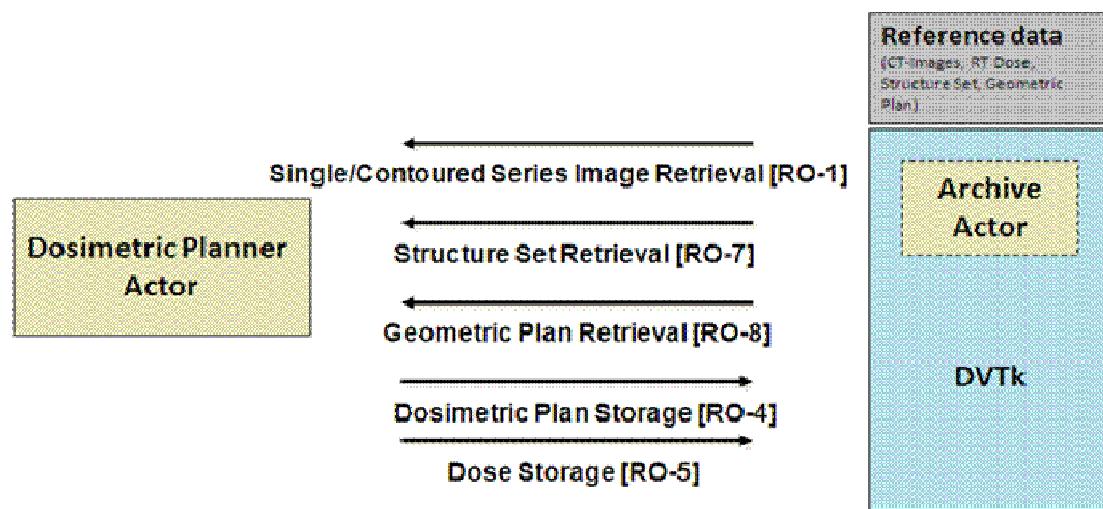 Reference data
(CT-Images, RT Dose,
Structure Set, Geometric
Plan)
Single/Contoured Series Image Retrieval [RO-1]
Archive
Actor
Dosimetric Planner
Actor
Structure Set Retrieval [RO-7]
Geometric Plan Retrieval [RO-8]
DVTk
Dosimetric Plan Storage [RO-4]
Dose Storage [RO-5]